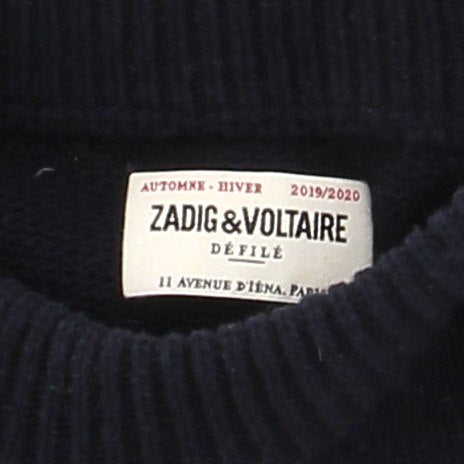 AUTOMNE - HIVER 2019/2020
ZADIG&VOLTAIRE
DÉFILÉ
11 AVENUE D'IÉNA, PARIS